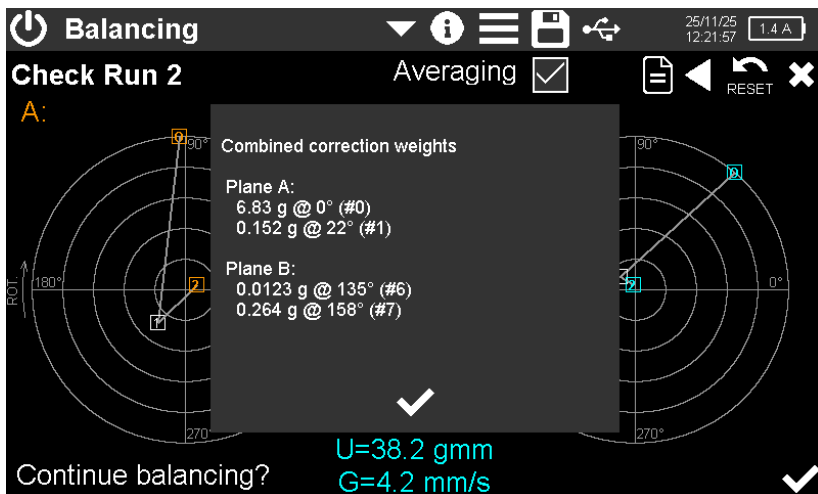 Balancing
25/11/25
12:21:57
1.4 A
Check Run 2
Averaging
RESET
A:
0
90°
Combined correction weights
90°
Plane A:
6.83 g @ 0° (#0)
0.152 g @ 22° (#1)
Plane B:
0.0123 g @ 135° (#6)
0.264 g @ 158° (#7)
ROT.
180°
2
1
2
0°
270°
270°
U=38.2 gmm
G=4.2 mm/s
Continue balancing?